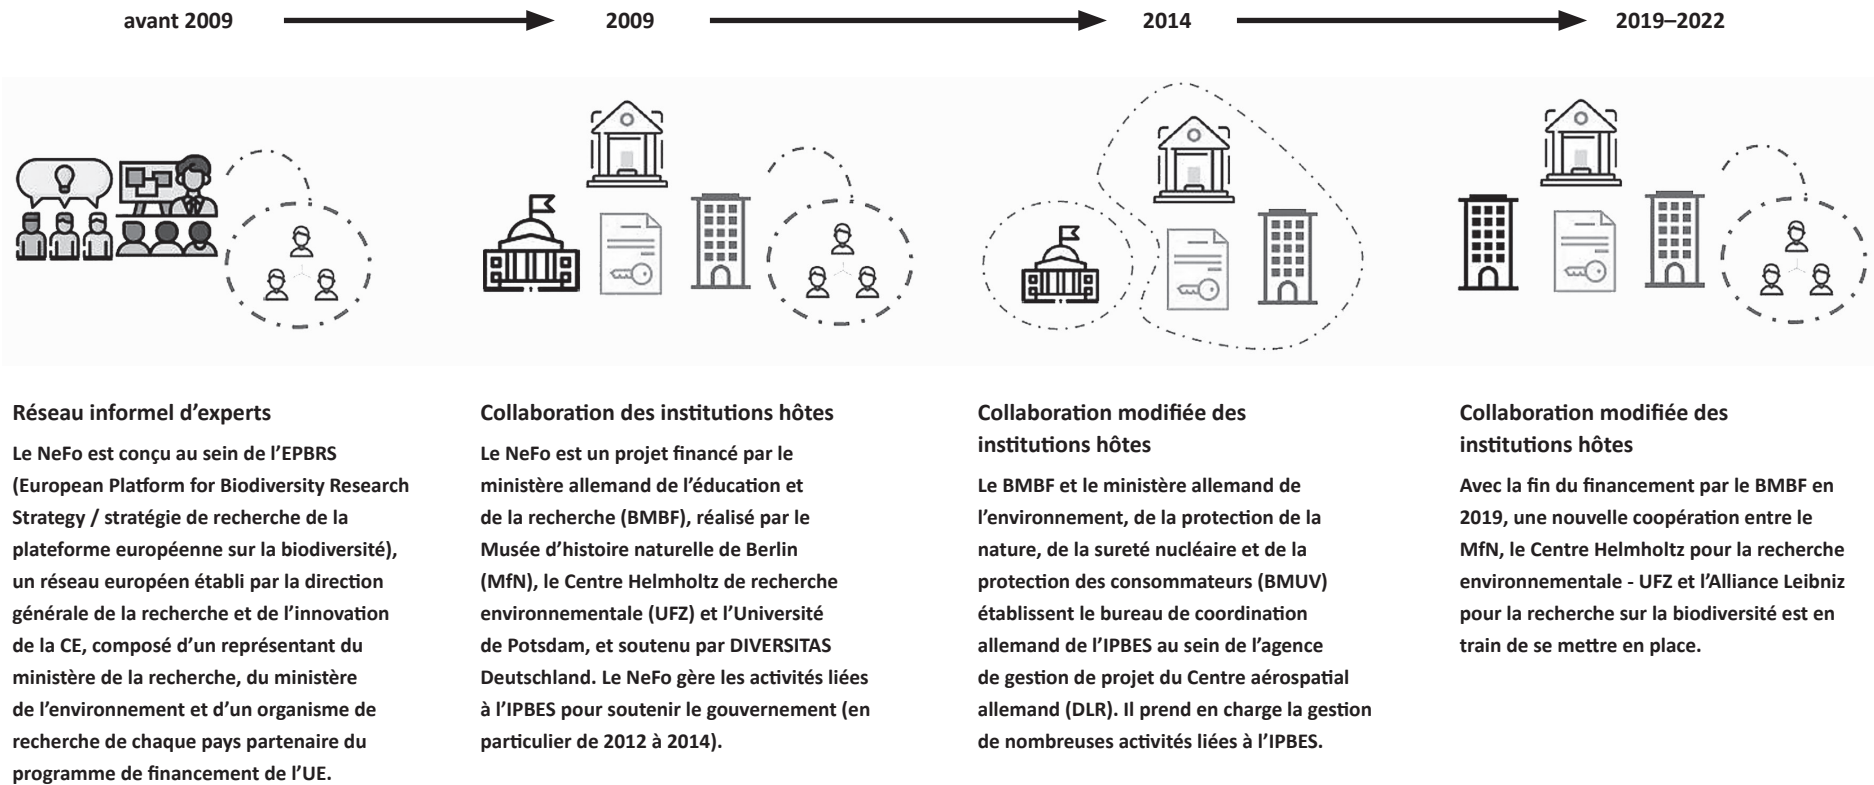 avant 2009
2009
2014
2019–2022
Réseau informel d’experts
Le NeFo est conçu au sein de l’EPBRS
(European Platform for Biodiversity Research
Strategy / stratégie de recherche de la
plateforme européenne sur la biodiversité),
un réseau européen établi par la direction
générale de la recherche et de l’innovation
de la CE, composé d’un représentant du
ministère de la recherche, du ministère
de l’environnement et d’un organisme de
recherche de chaque pays partenaire du
programme de financement de l’UE.
Collaboration des institutions hôtes
Le NeFo est un projet financé par le
ministère allemand de l’éducation et
de la recherche (BMBF), réalisé par le
Musée d’histoire naturelle de Berlin
(MfN), le Centre Helmholtz de recherche
environnementale (UFZ) et l’Université
de Potsdam, et soutenu par DIVERSITAS
Deutschland. Le NeFo gère les activités liées
à l’IPBES pour soutenir le gouvernement (en
particulier de 2012 à 2014).
Collaboration modifiée des
institutions hôtes
Le BMBF et le ministère allemand de
l’environnement, de la protection de la
nature, de la sureté nucléaire et de la
protection des consommateurs (BMUV)
établissent le bureau de coordination
allemand de l’IPBES au sein de l’agence
de gestion de projet du Centre aérospatial
allemand (DLR). Il prend en charge la gestion
de nombreuses activités liées à l’IPBES.
Collaboration modifiée des
institutions hôtes
Avec la fin du financement par le BMBF en
2019, une nouvelle coopération entre le
MfN, le Centre Helmholtz pour la recherche
environnementale - UFZ et l’Alliance Leibniz
pour la recherche sur la biodiversité est en
train de se mettre en place.